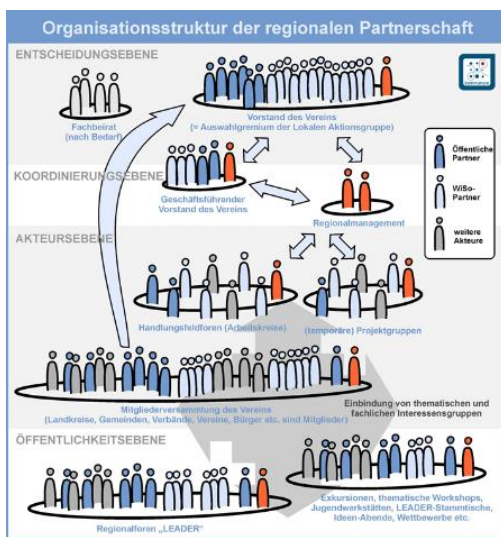 Organisationsstruktur der regionalen Partnerschaft
ENTSCHEIDUNGSEBENE
Fachbeirat
(nach Bedarf)
Vorstand des Vereins
(= Auswahlgremium der Lokalen Aktionsgruppe)
Öffentliche
Partner
WiSo-
Partner
weitere
Akteure
KOORDINIERUNGSEBENE
Geschäftsführender
Vorstand des Vereins
Regionalmanagement
AKTEURSEBENE
Handlungsfeldforen (Arbeitskreise)
(temporäre) Projektgruppen
Mitgliederversammlung des Vereins
(Landkreise, Gemeinden, Verbände, Vereine, Bürger etc. sind Mitglieder)
Einbindung von thematischen und
fachlichen Interessensgruppen
ÖFFENTLICHKEITSEBENE
Regionalforen „LEADER"
Exkursionen, thematische Workshops,
Jugendwerkstätten, LEADER-Stammtische,
Ideen-Abende, Wettbewerbe etc.